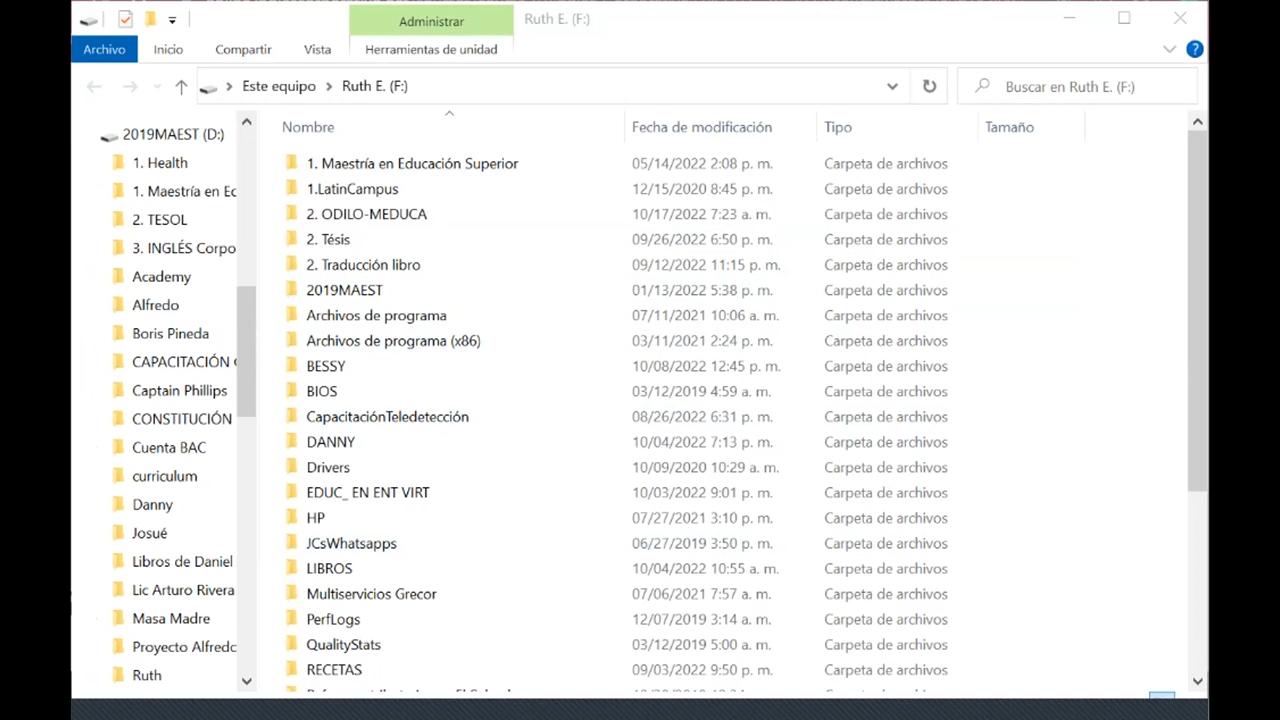 Administrar
Ruth E. (F:)
Archivo
Inicio
Compartir
Vista
Herramientas de unidad
Este equipo > Ruth E. (F:)
Buscar en Ruth E. (F:)
2019MAEST (D:)
1. Health
1. Maestría en Ec
2. TESOL
3. INGLÉS Corpo
Academy
Alfredo
Boris Pineda
CAPACITACIÓN
Captain Phillips
CONSTITUCIÓN
Cuenta BAC
curriculum
Danny
Josué
Libros de Daniel
Lic Arturo Rivera
Masa Madre
Proyecto Alfredo
Ruth
Nombre Fecha de modificación Tipo Tamaño
1. Maestría en Educación Superior 05/14/2022 2:08 p. m. Carpeta de archivos
1.LatinCampus 12/15/2020 8:45 p. m. Carpeta de archivos
2. ODILO-MEDUCA 10/17/2022 7:23 a. m. Carpeta de archivos
2. Tésis 09/26/2022 6:50 p. m. Carpeta de archivos
2. Traducción libro 09/12/2022 11:15 p. m. Carpeta de archivos
2019MAEST 01/13/2022 5:38 p. m. Carpeta de archivos
Archivos de programa 07/11/2021 10:06 a. m. Carpeta de archivos
Archivos de programa (x86) 03/11/2021 2:24 p. m. Carpeta de archivos
BESSY 10/08/2022 12:45 p. m. Carpeta de archivos
BIOS 03/12/2019 4:59 a. m. Carpeta de archivos
CapacitaciónTeledetección 08/26/2022 6:31 p. m. Carpeta de archivos
DANNY 10/04/2022 7:13 p. m. Carpeta de archivos
Drivers 10/09/2020 10:29 a. m. Carpeta de archivos
EDUC_ EN ENT VIRT 10/03/2022 9:01 p. m. Carpeta de archivos
HP 07/27/2021 3:10 p. m. Carpeta de archivos
JCsWhatsapps 06/27/2019 3:50 p. m. Carpeta de archivos
LIBROS 10/04/2022 10:55 a. m. Carpeta de archivos
Multiservicios Grecor 07/06/2021 7:57 a. m. Carpeta de archivos
PerfLogs 12/07/2019 3:14 a. m. Carpeta de archivos
QualityStats 03/12/2019 5:00 a. m. Carpeta de archivos
RECETAS 09/03/2022 9:50 p. m. Carpeta de archivos